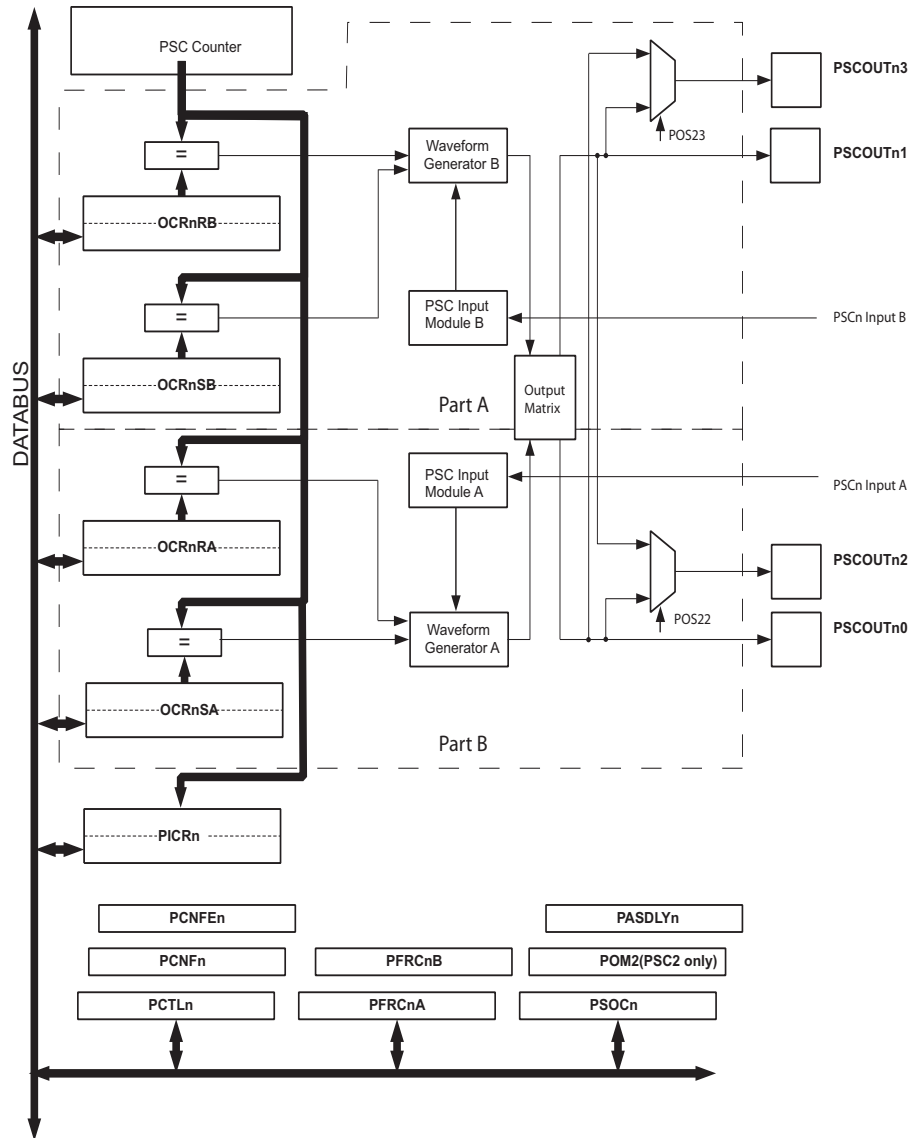 PSC Counter
PSCOUTn3
POS23
=
Waveform
Generator B
PSCOUTn1
OCRnRB
=
PSC Input
Module B
PSCn Input B
OCRnSB
Output
Matrix
Part A
DATABUS
=
PSC Input
Module A
PSCn Input A
OCRnRA
PSCOUTn2
POS22
=
Waveform
Generator A
PSCOUTn0
OCRnSA
Part B
PICRn
PCNFEn
PASDLYn
PCNFn
PFRCnB
POM2(PSC2 only)
PCTLn
PFRCnA
PSOCn